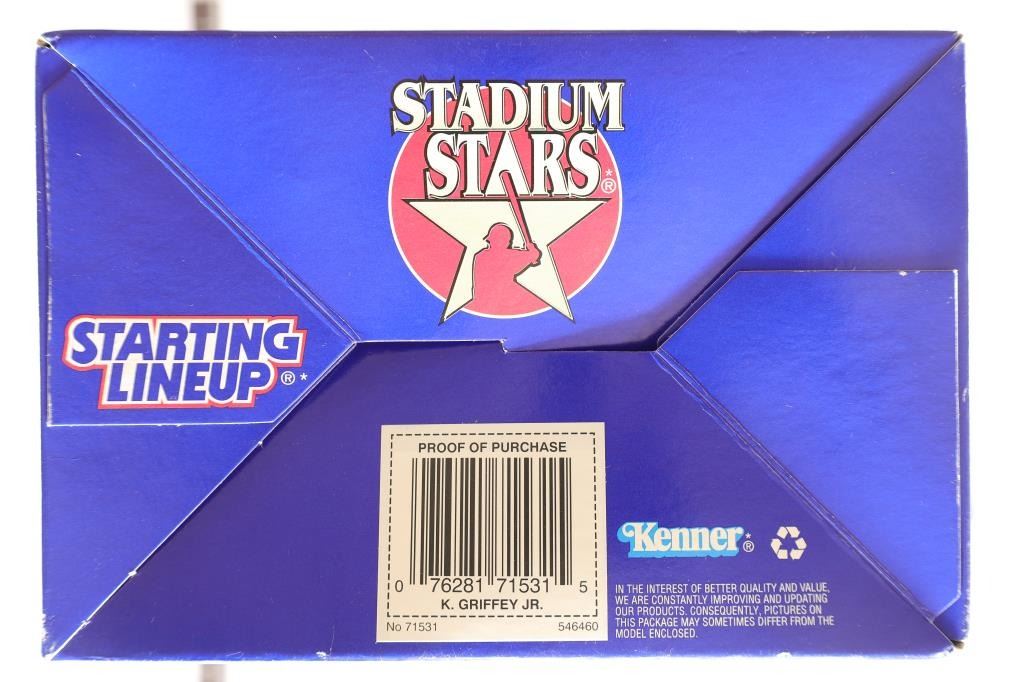 STADIUM
STARS*®
STARTING
LINEUP®*
PROOF OF PURCHASE
0 76281 71531 5
K. GRIFFEY JR.
No 71531 546460
Kenner*®
IN THE INTEREST OF BETTER QUALITY AND VALUE,
WE ARE CONSTANTLY IMPROVING AND UPDATING
OUR PRODUCTS. CONSEQUENTLY, PICTURES ON
THIS PACKAGE MAY SOMETIMES DIFFER FROM THE
MODEL ENCLOSED.